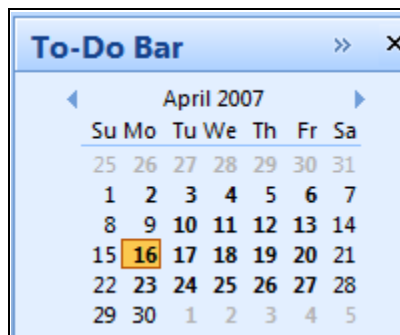 To-Do Bar » ×
April 2007
Su Mo Tu We Th Fr Sa
25 26 27 28 29 30 31
1 2 3 4 5 6 7
8 9 10 11 12 13 14
15 16 17 18 19 20 21
22 23 24 25 26 27 28
29 30 1 2 3 4 5